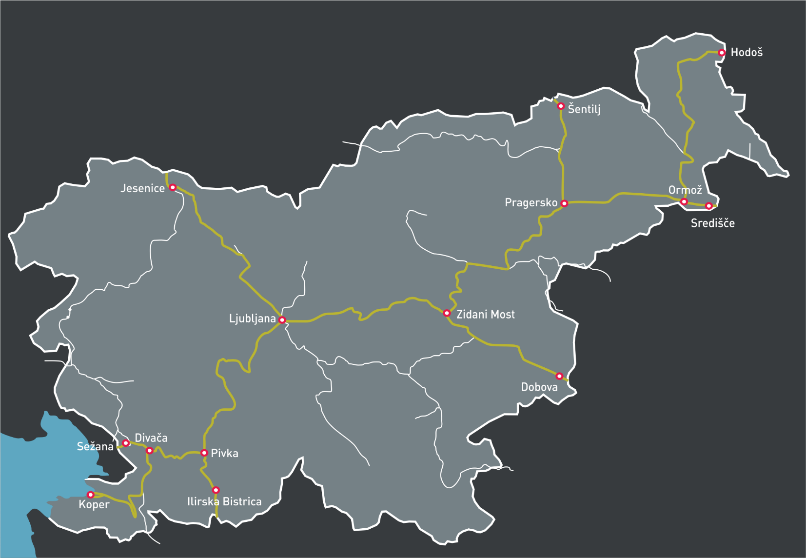 Hodoš
Šentilj
Jesenice
Ormož
Pragersko
Središče
Ljubljana
Zidani Most
Dobova
Divača
Sežana
Pivka
Ilirska Bistrica
Koper